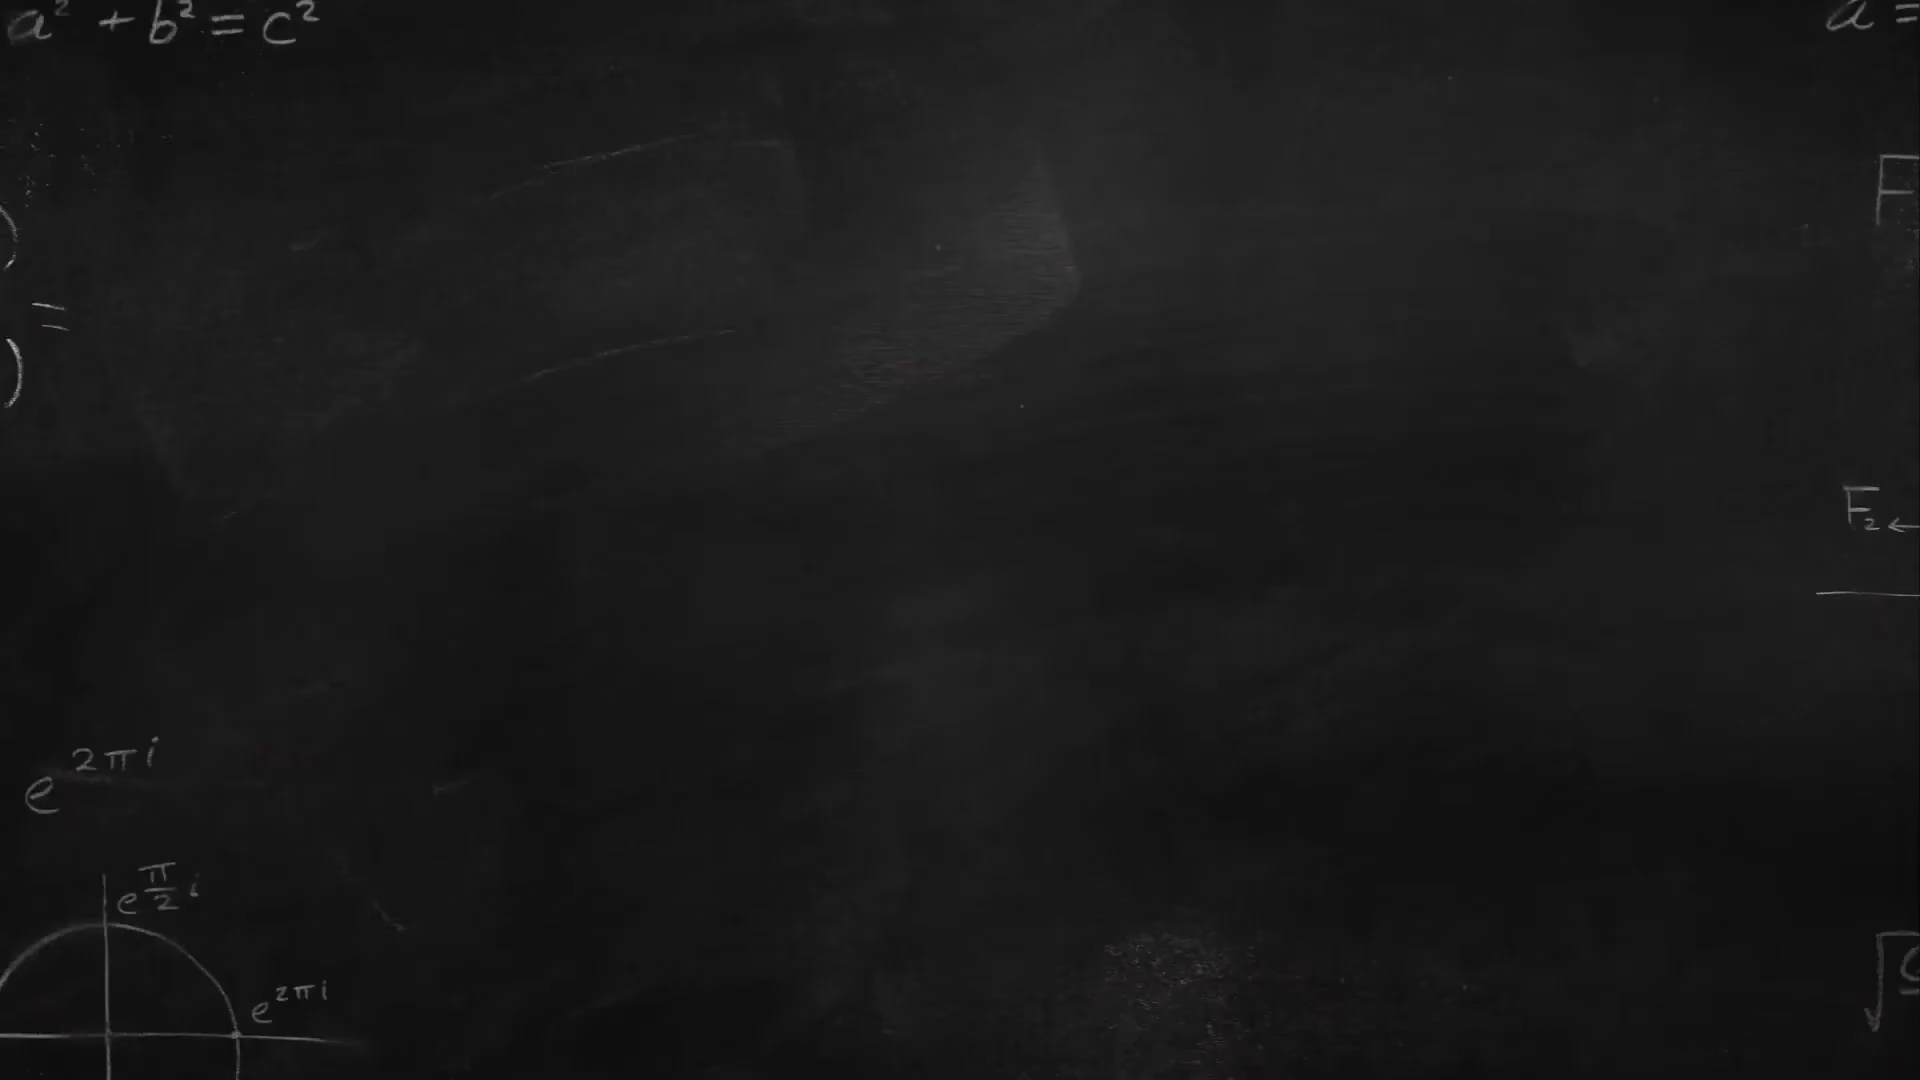 a² + b² = c²
a =
)
F
=
)
F₂ ←
e^{2πi}
e^{π/2 i}
e^{2πi}